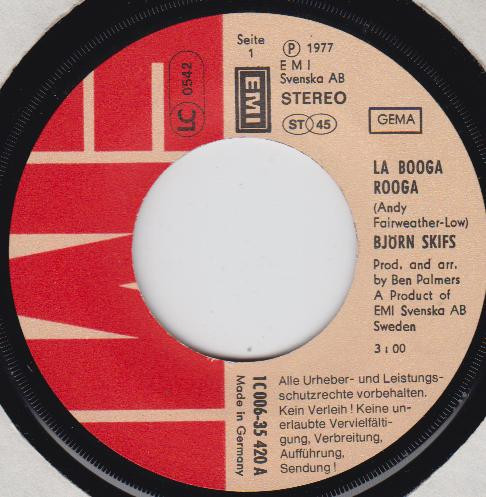 Seite
1
Ⓟ 1977
EMI
Svenska AB
STEREO
ST 45
EMI
LC 0542
GEMA
LA BOOGA
ROOGA
(Andy
Fairweather-Low)
BJÖRN SKIFS
Prod. and arr.
by Ben Palmers
A Product of
EMI Svenska AB
Sweden
3:00
1C 006-35 420 A
Made in Germany
Alle Urheber- und Leistungs-
schutzrechte vorbehalten.
Kein Verleih! Keine un-
erlaubte Vervielfälti-
gung, Verbreitung,
Aufführung,
Sendung!